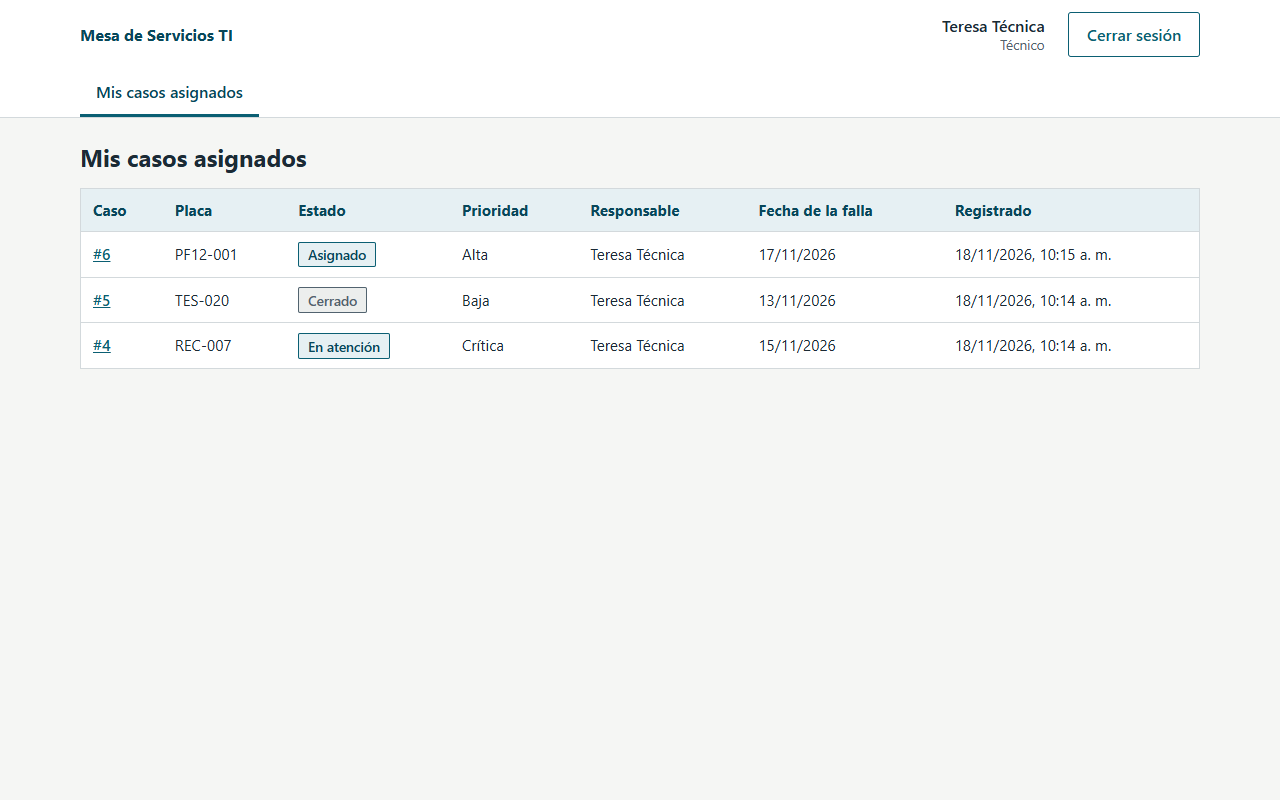 Mesa de Servicios TI
Teresa Técnica
Técnico
Cerrar sesión
Mis casos asignados
Mis casos asignados
Caso Placa Estado Prioridad Responsable Fecha de la falla Registrado
#6 PF12-001 Asignado Alta Teresa Técnica 17/11/2026 18/11/2026, 10:15 a. m.
#5 TES-020 Cerrado Baja Teresa Técnica 13/11/2026 18/11/2026, 10:14 a. m.
#4 REC-007 En atención Crítica Teresa Técnica 15/11/2026 18/11/2026, 10:14 a. m.